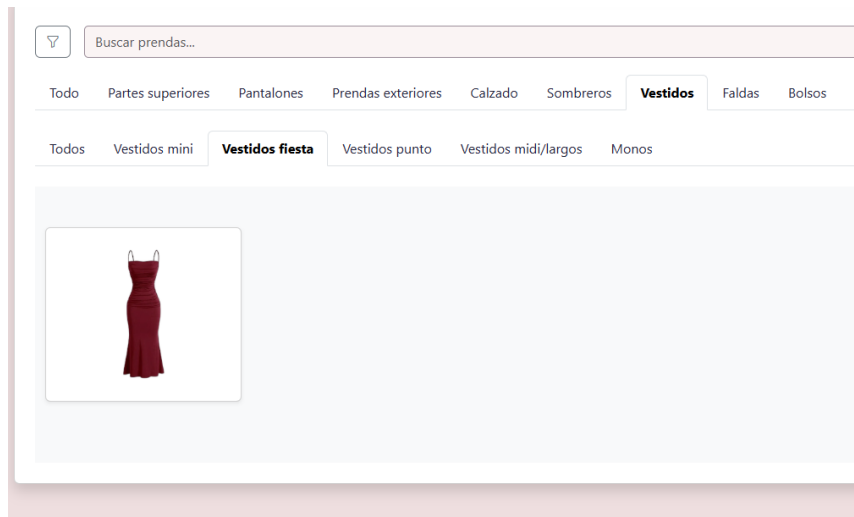 Buscar prendas...
Todo Partes superiores Pantalones Prendas exteriores Calzado Sombreros Vestidos Faldas Bolsos
Todos Vestidos mini Vestidos fiesta Vestidos punto Vestidos midi/largos Monos